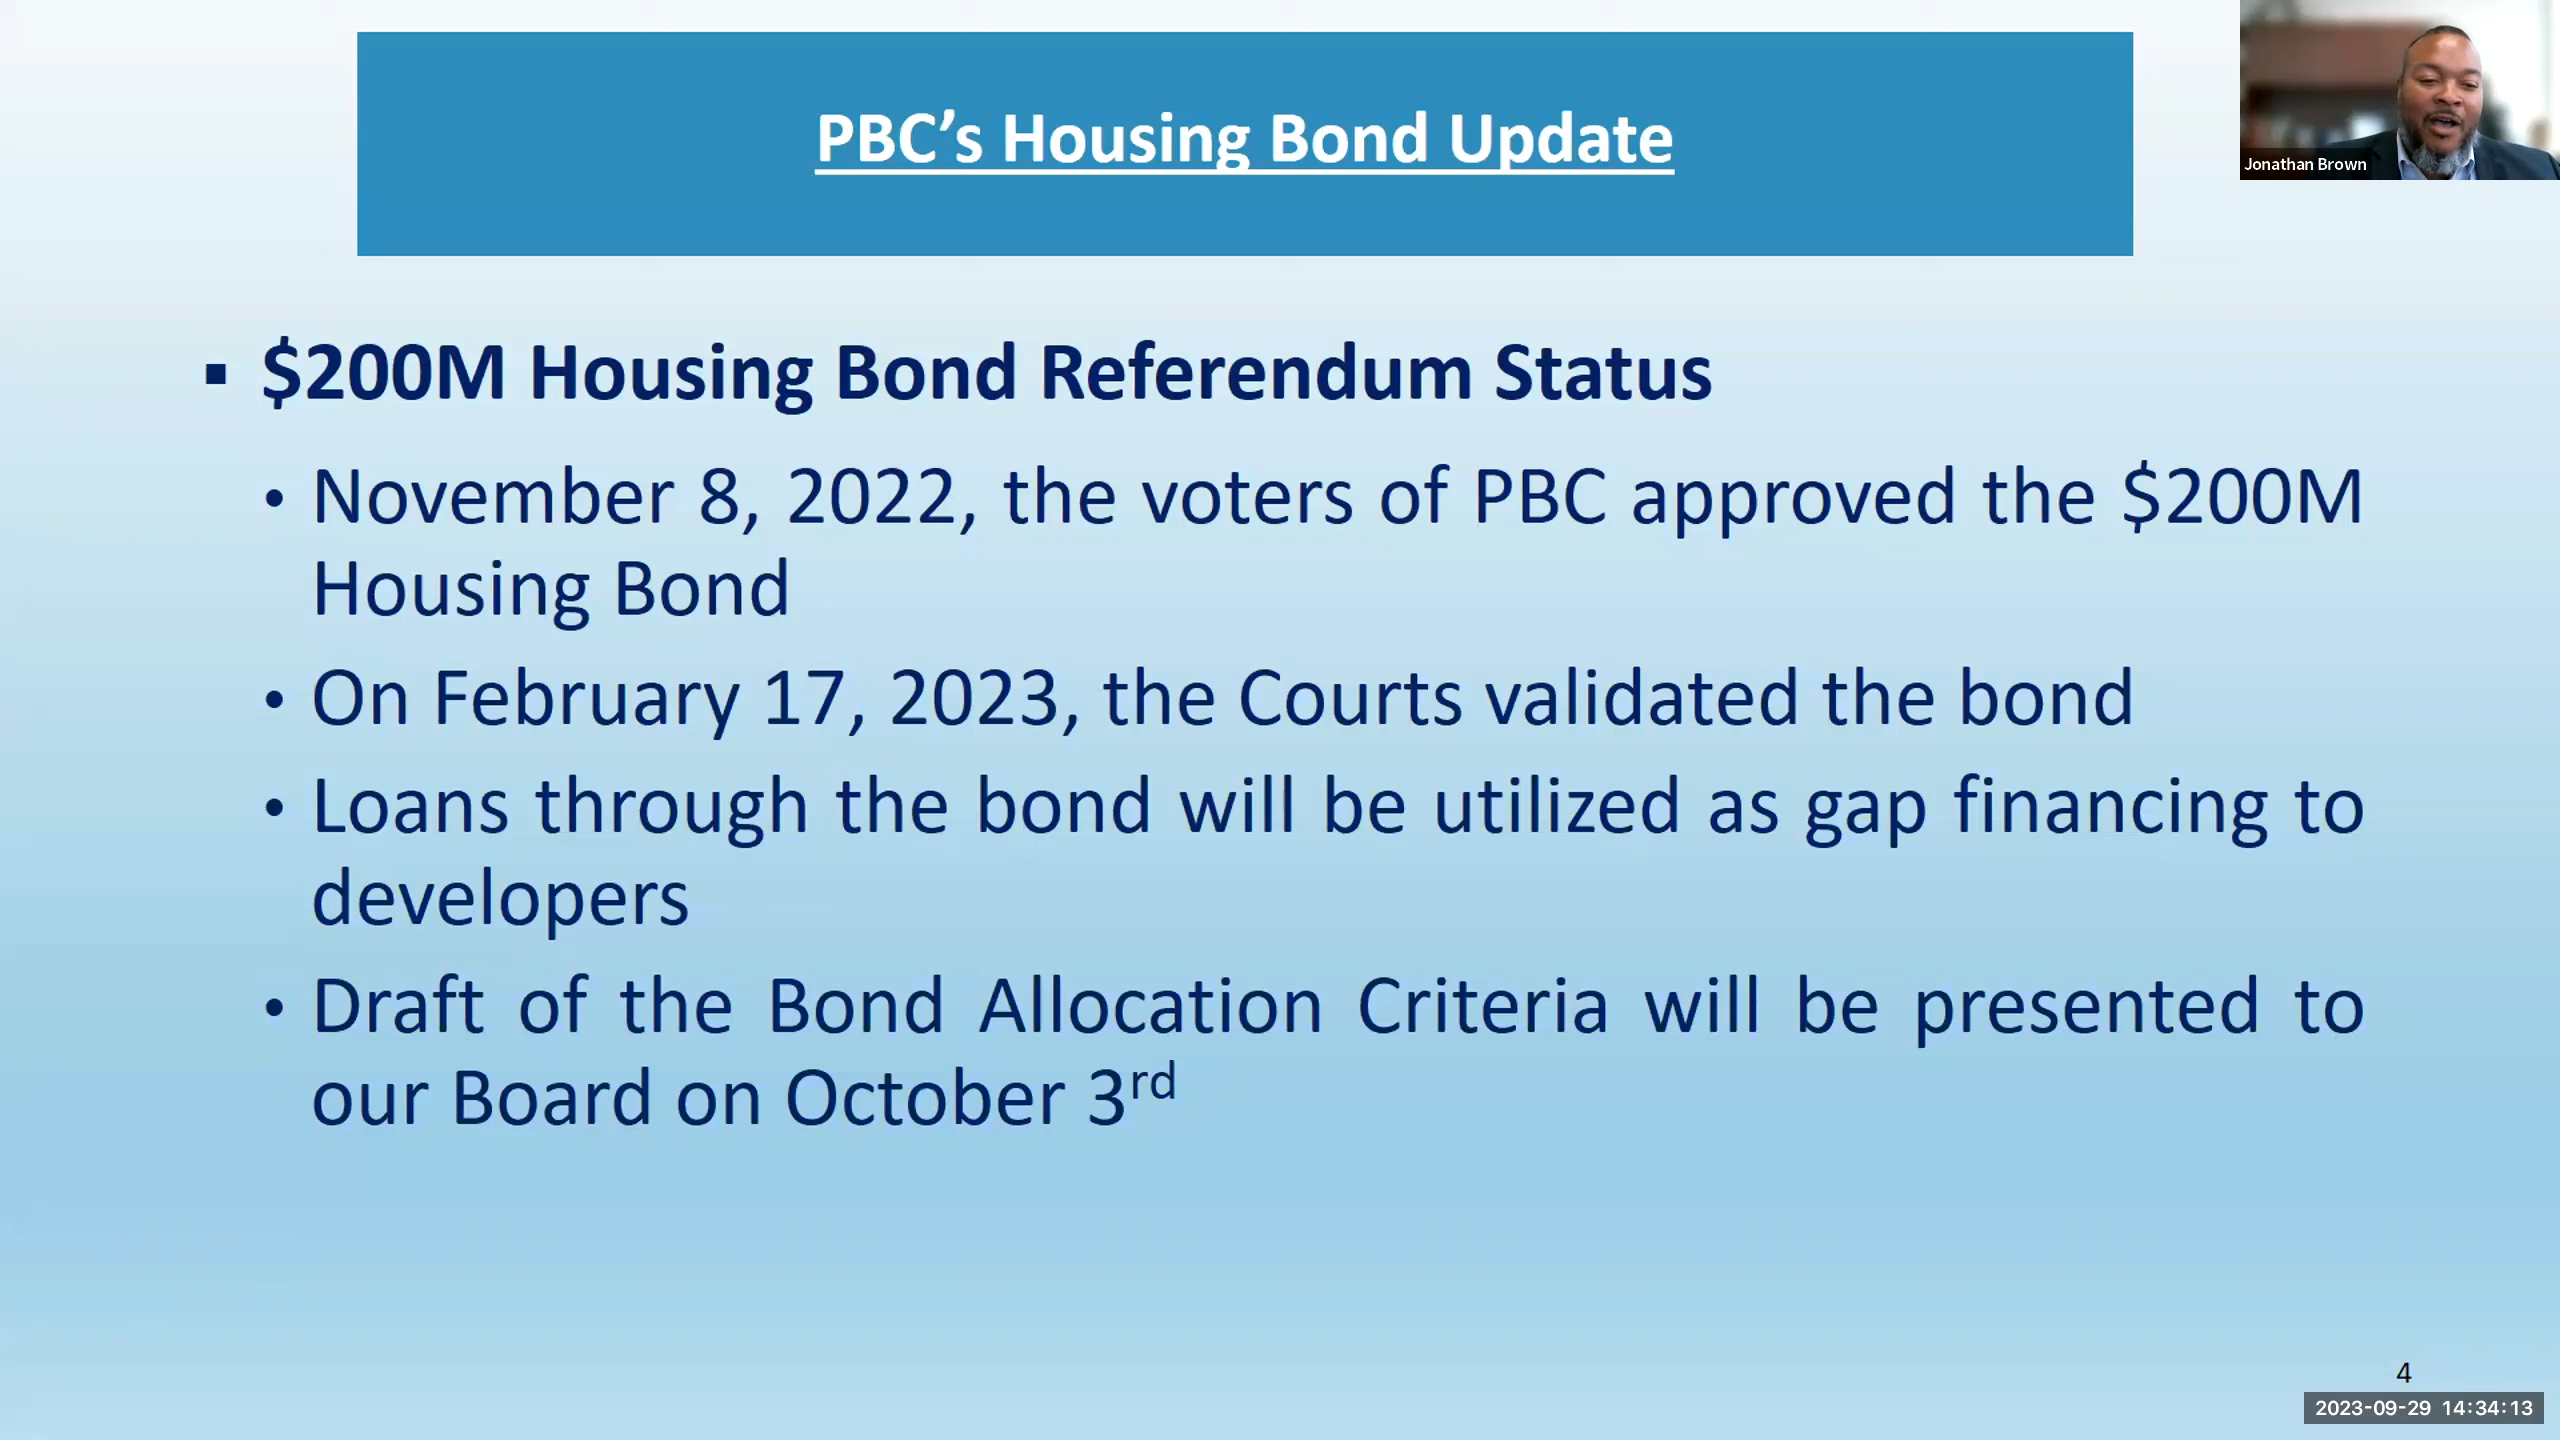 PBC’s Housing Bond Update
Jonathan Brown
▪ $200M Housing Bond Referendum Status
• November 8, 2022, the voters of PBC approved the $200M
Housing Bond
• On February 17, 2023, the Courts validated the bond
• Loans through the bond will be utilized as gap financing to
developers
• Draft of the Bond Allocation Criteria will be presented to
our Board on October 3rd
4
2023-09-29 14:34:13